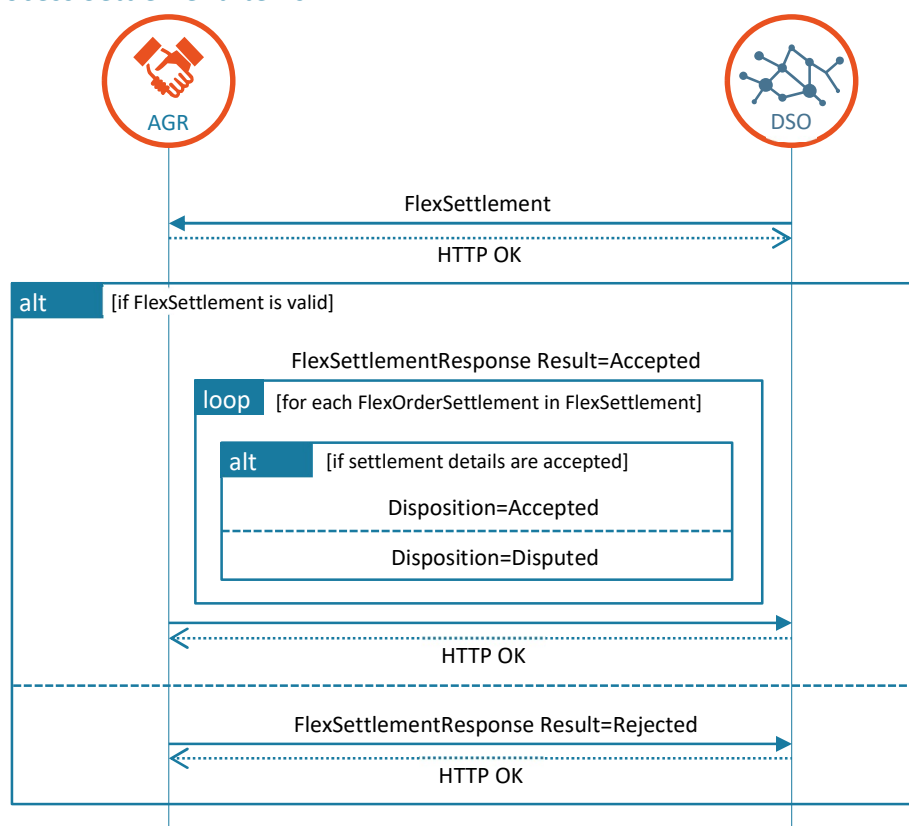 AGR
DSO
FlexSettlement
HTTP OK
alt [if FlexSettlement is valid]
FlexSettlementResponse Result=Accepted
loop [for each FlexOrderSettlement in FlexSettlement]
alt [if settlement details are accepted]
Disposition=Accepted
Disposition=Disputed
HTTP OK
FlexSettlementResponse Result=Rejected
HTTP OK